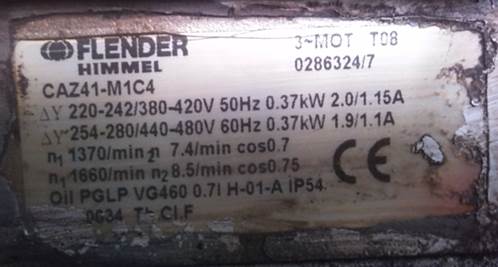 FLENDER 3~MOT T08
HIMMEL 0286324/7
CAZ41-M1C4
ΔY 220-242/380-420V 50Hz 0.37kW 2.0/1.15A
ΔY 254-280/440-480V 60Hz 0.37kW 1.9/1.1A
n1 1370/min n 7.4/min cos0.7
n1 1660/min n2 8.5/min cos0.75
Oil PGLP VG460 0.7l H-01-A IP54
CE
0634 Th.Cl.F